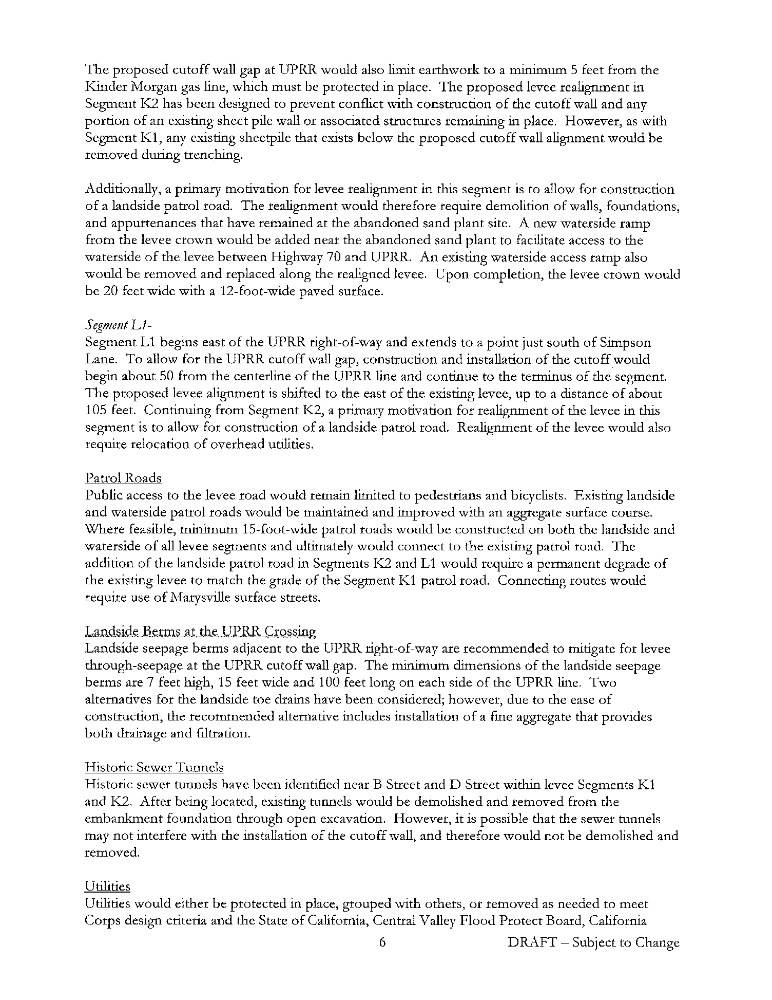 The proposed cutoff wall gap at UPRR would also limit earthwork to a minimum 5 feet from the
Kinder Morgan gas line, which must be protected in place. The proposed levee realignment in
Segment K2 has been designed to prevent conflict with construction of the cutoff wall and any
portion of an existing sheet pile wall or associated structures remaining in place. However, as with
Segment K1, any existing sheetpile that exists below the proposed cutoff wall alignment would be
removed during trenching.
Additionally, a primary motivation for levee realignment in this segment is to allow for construction
of a landside patrol road. The realignment would therefore require demolition of walls, foundations,
and appurtenances that have remained at the abandoned sand plant site. A new waterside ramp
from the levee crown would be added near the abandoned sand plant to facilitate access to the
waterside of the levee between Highway 70 and UPRR. An existing waterside access ramp also
would be removed and replaced along the realigned levee. Upon completion, the levee crown would
be 20 feet wide with a 12-foot-wide paved surface.
Segment L1-
Segment L1 begins east of the UPRR right-of-way and extends to a point just south of Simpson
Lane. To allow for the UPRR cutoff wall gap, construction and installation of the cutoff would
begin about 50 from the centerline of the UPRR line and continue to the terminus of the segment.
The proposed levee alignment is shifted to the east of the existing levee, up to a distance of about
105 feet. Continuing from Segment K2, a primary motivation for realignment of the levee in this
segment is to allow for construction of a landside patrol road. Realignment of the levee would also
require relocation of overhead utilities.
Patrol Roads
Public access to the levee road would remain limited to pedestrians and bicyclists. Existing landside
and waterside patrol roads would be maintained and improved with an aggregate surface course.
Where feasible, minimum 15-foot-wide patrol roads would be constructed on both the landside and
waterside of all levee segments and ultimately would connect to the existing patrol road. The
addition of the landside patrol road in Segments K2 and L1 would require a permanent degrade of
the existing levee to match the grade of the Segment K1 patrol road. Connecting routes would
require use of Marysville surface streets.
Landside Berms at the UPRR Crossing
Landside seepage berms adjacent to the UPRR right-of-way are recommended to mitigate for levee
through-seepage at the UPRR cutoff wall gap. The minimum dimensions of the landside seepage
berms are 7 feet high, 15 feet wide and 100 feet long on each side of the UPRR line. Two
alternatives for the landside toe drains have been considered; however, due to the ease of
construction, the recommended alternative includes installation of a fine aggregate that provides
both drainage and filtration.
Historic Sewer Tunnels
Historic sewer tunnels have been identified near B Street and D Street within levee Segments K1
and K2. After being located, existing tunnels would be demolished and removed from the
embankment foundation through open excavation. However, it is possible that the sewer tunnels
may not interfere with the installation of the cutoff wall, and therefore would not be demolished and
removed.
Utilities
Utilities would either be protected in place, grouped with others, or removed as needed to meet
Corps design criteria and the State of California, Central Valley Flood Protect Board, California
6 DRAFT – Subject to Change